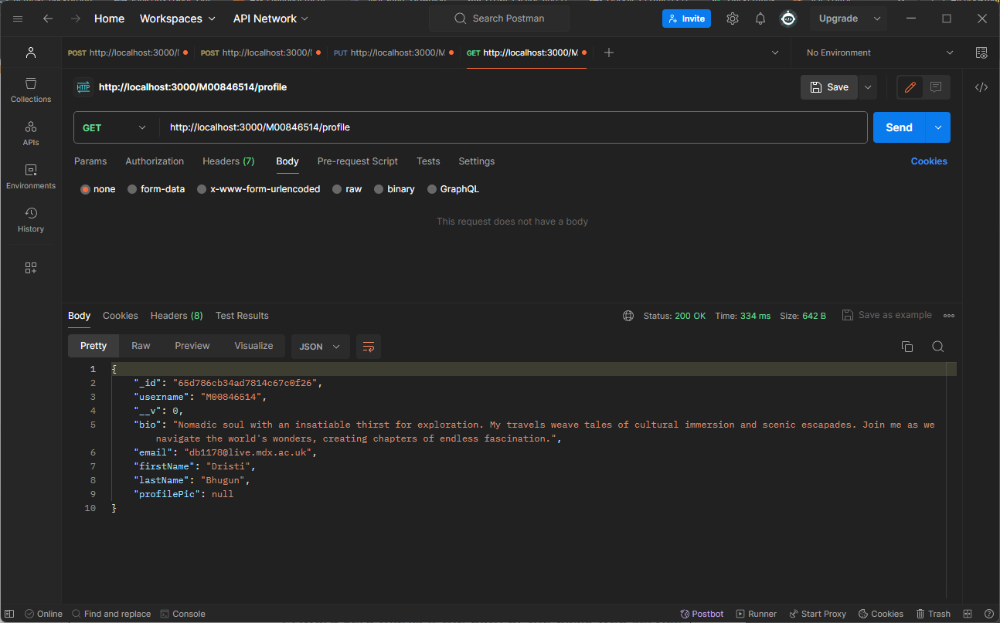 Home Workspaces API Network Search Postman Invite Upgrade
POST http://localhost:3000/ POST http://localhost:3000/ PUT http://localhost:3000/M. GET http://localhost:3000/M. No Environment
HTTP http://localhost:3000/M00846514/profile Save
Collections
GET http://localhost:3000/M00846514/profile Send
APIs
Params Authorization Headers (7) Body Pre-request Script Tests Settings Cookies
Environments
none form-data x-www-form-urlencoded raw binary GraphQL
History
This request does not have a body
Body Cookies Headers (8) Test Results Status: 200 OK Time: 334 ms Size: 642 B Save as example
Pretty Raw Preview Visualize JSON
1 {
2 "_id": "65d786cb34ad7814c67c0f26",
3 "username": "M00846514",
4 "__v": 0,
5 "bio": "Nomadic soul with an insatiable thirst for exploration. My travels weave tales of cultural immersion and scenic escapades. Join me as we
navigate the world's wonders, creating chapters of endless fascination.",
6 "email": "db1178@live.mdx.ac.uk",
7 "firstName": "Dristi",
8 "lastName": "Bhugun",
9 "profilePic": null
10 }
Online Find and replace Console Postbot Runner Start Proxy Cookies Trash